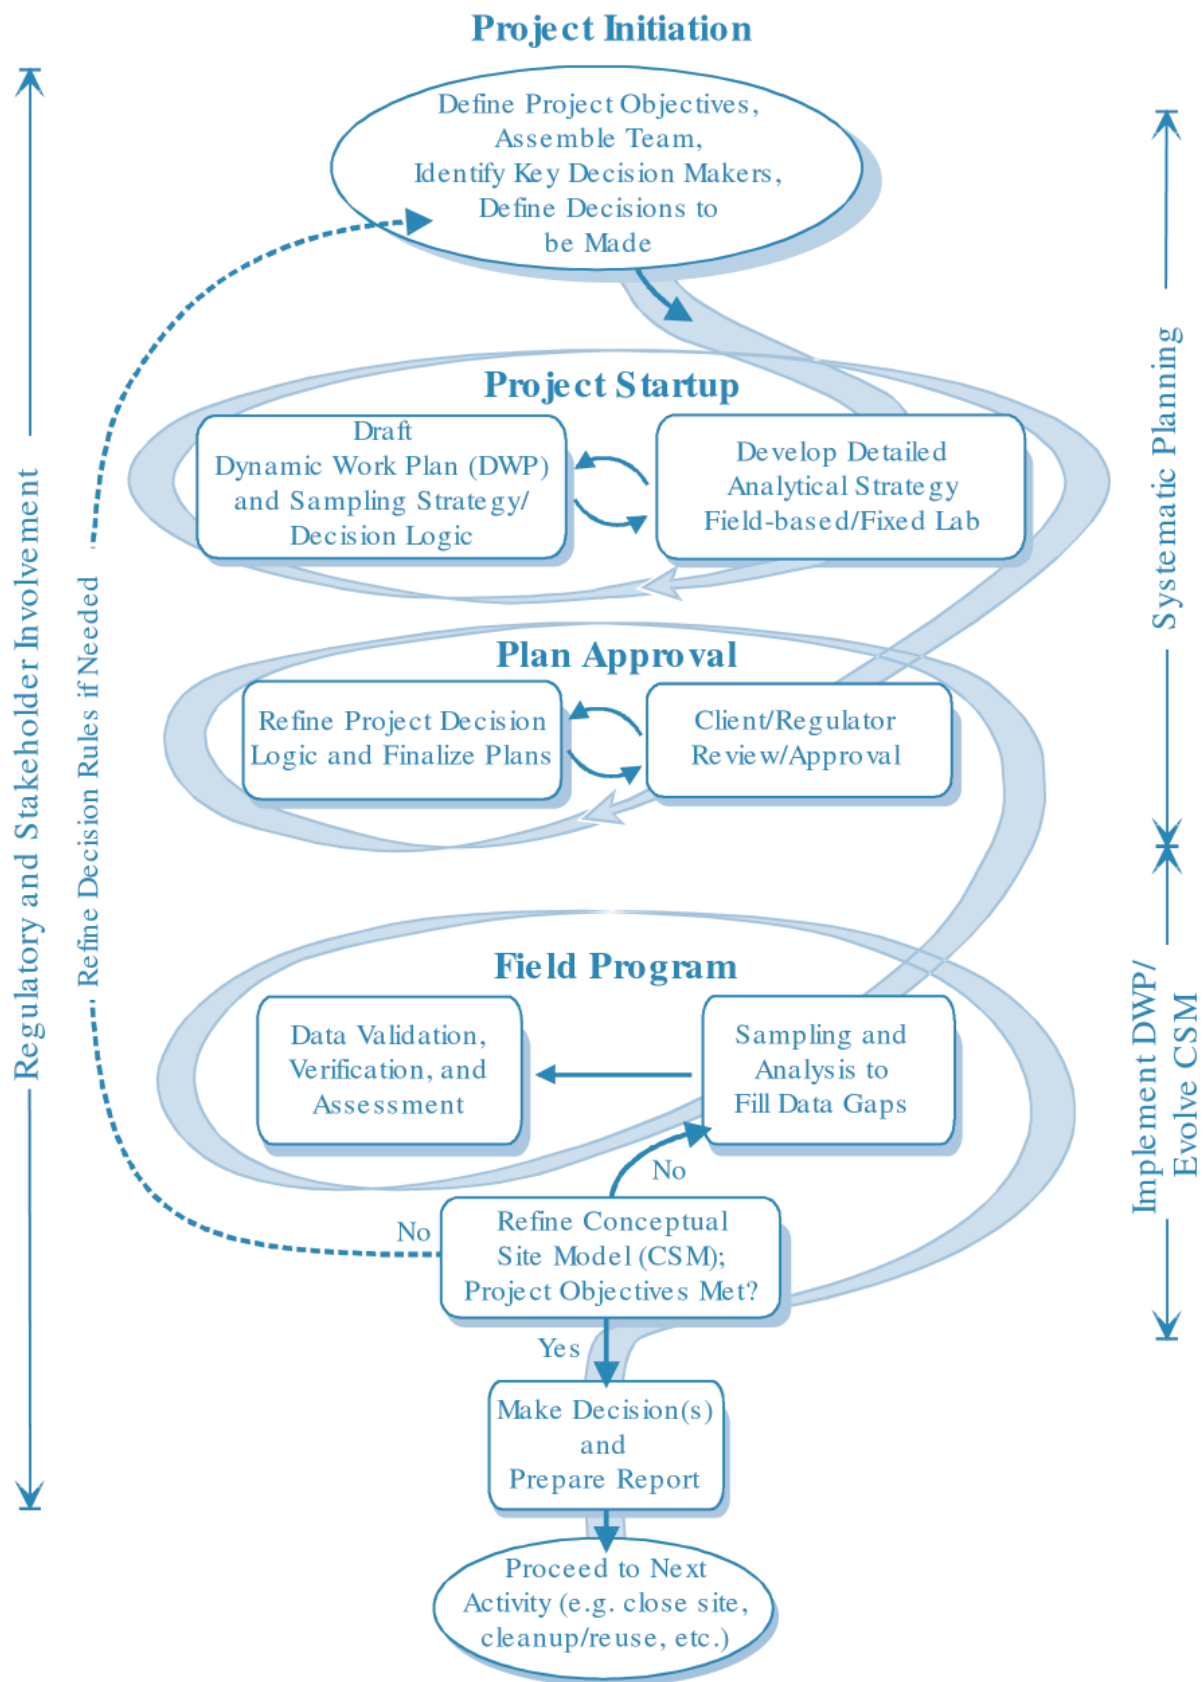 Project Initiation
Define Project Objectives,
Assemble Team,
Identify Key Decision Makers,
Define Decisions to
be Made
Project Startup
Draft
Dynamic Work Plan (DWP)
and Sampling Strategy/
Decision Logic
Develop Detailed
Analytical Strategy
Field-based/Fixed Lab
Plan Approval
Refine Project Decision
Logic and Finalize Plans
Client/Regulator
Review/Approval
Field Program
Data Validation,
Verification, and
Assessment
Sampling and
Analysis to
Fill Data Gaps
No
No
Refine Conceptual
Site Model (CSM);
Project Objectives Met?
Yes
Make Decision(s)
and
Prepare Report
Proceed to Next
Activity (e.g. close site,
cleanup/reuse, etc.)
Regulatory and Stakeholder Involvement
Refine Decision Rules if Needed
Systematic Planning
Implement DWP/
Evolve CSM